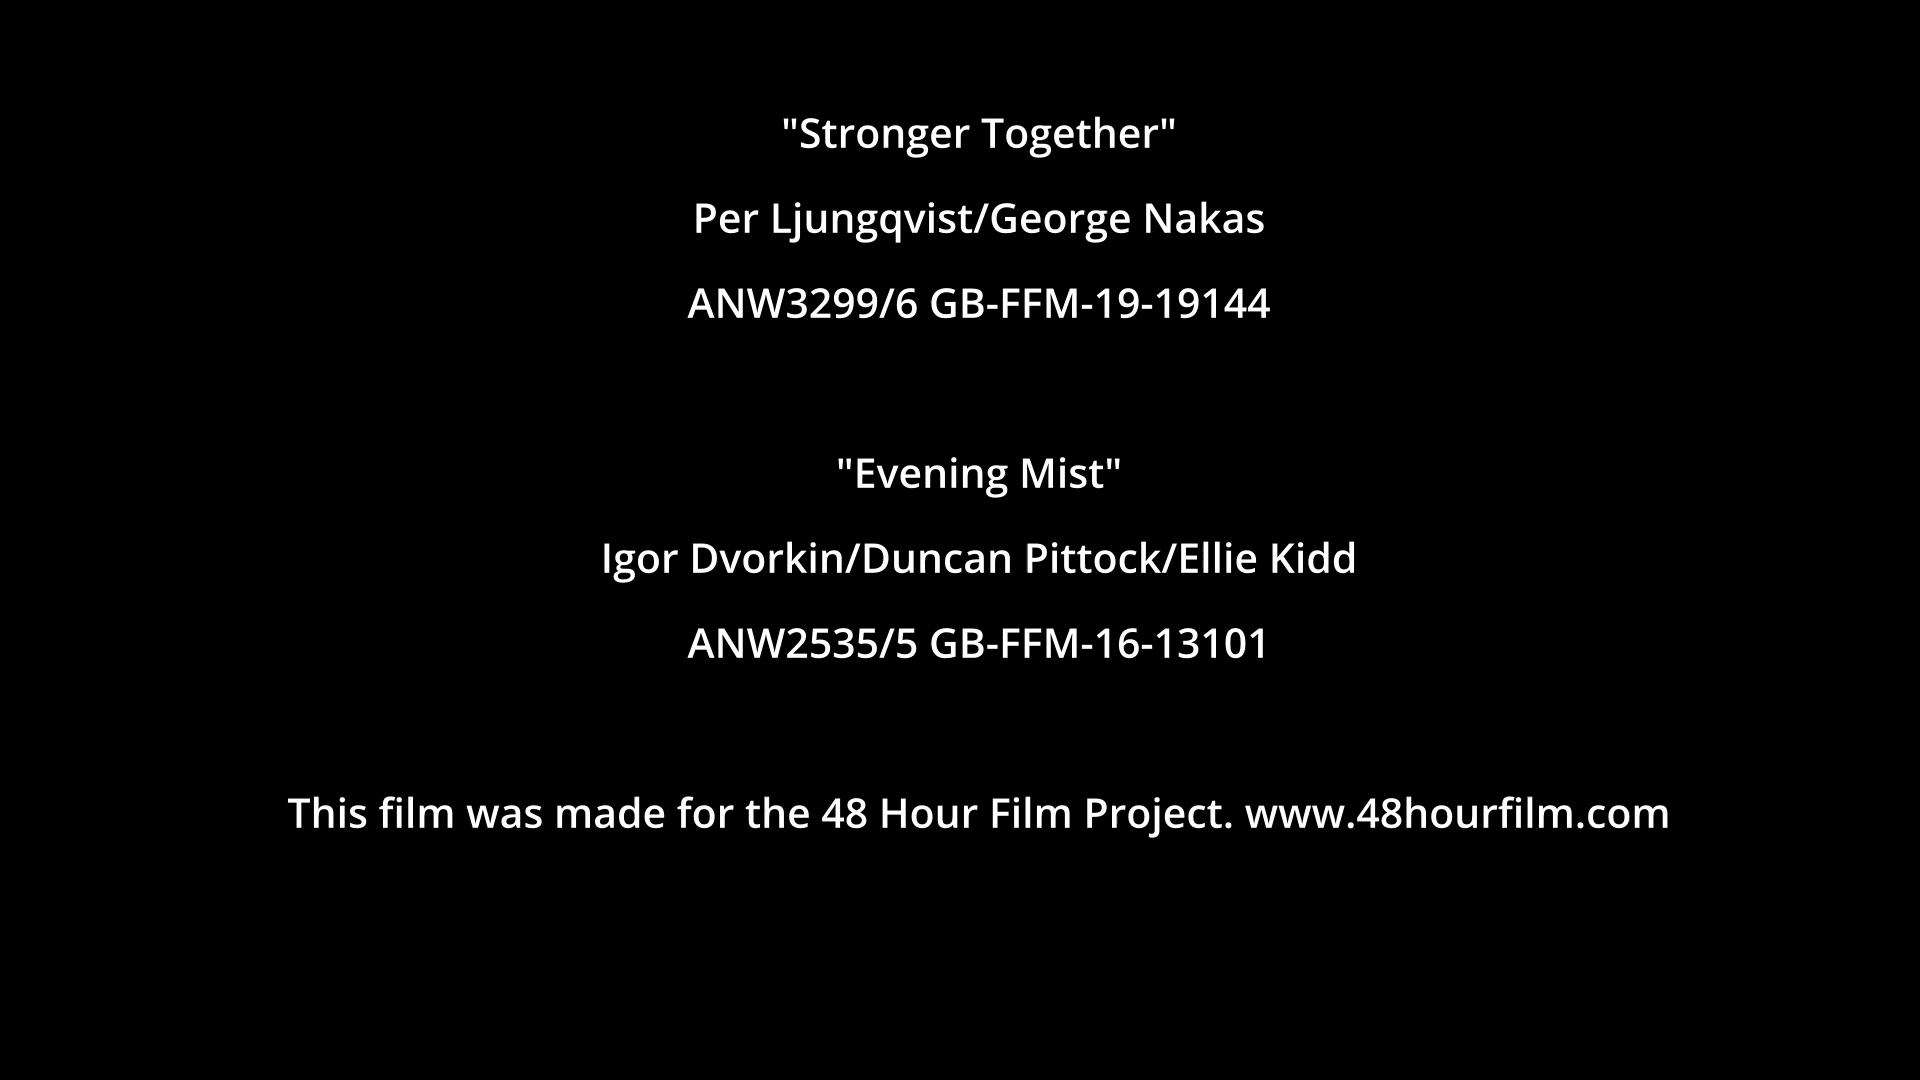 "Stronger Together"
Per Ljungqvist/George Nakas
ANW3299/6 GB-FFM-19-19144
"Evening Mist"
Igor Dvorkin/Duncan Pittock/Ellie Kidd
ANW2535/5 GB-FFM-16-13101
This film was made for the 48 Hour Film Project. www.48hourfilm.com